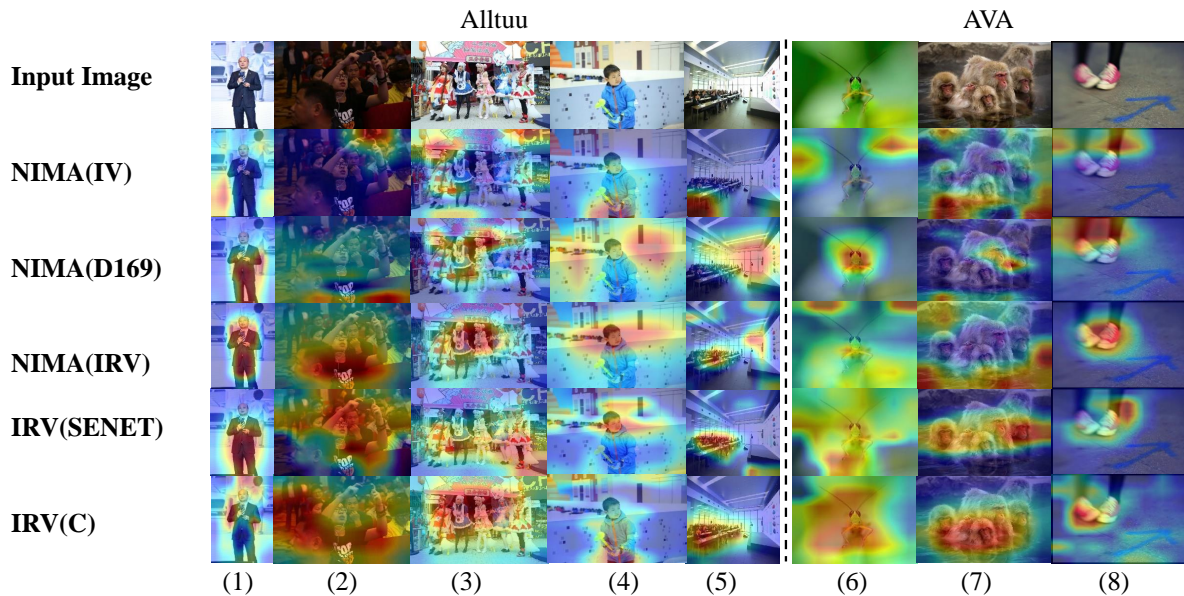 Alltuu AVA
Input Image
NIMA(IV)
NIMA(D169)
NIMA(IRV)
IRV(SENET)
IRV(C)
(1) (2) (3) (4) (5) (6) (7) (8)